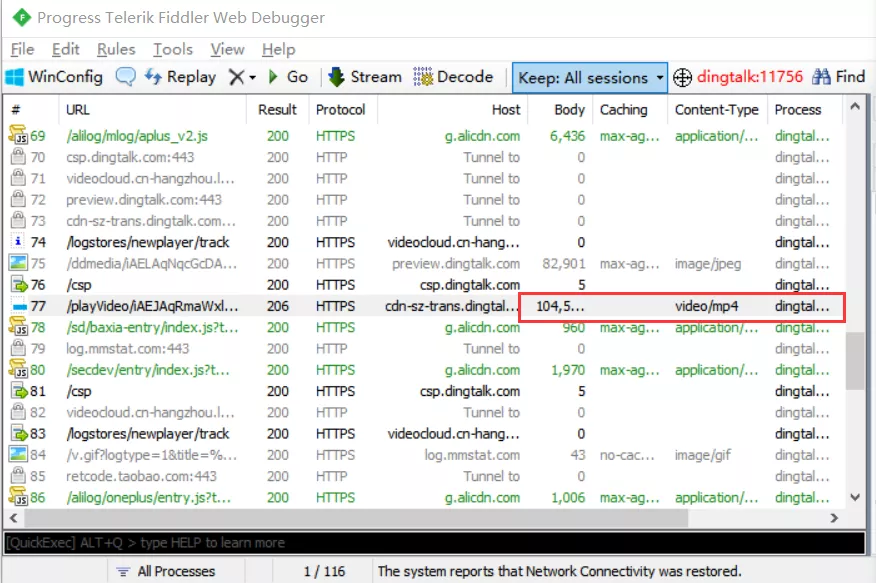 Progress Telerik Fiddler Web Debugger
File Edit Rules Tools View Help
WinConfig Replay Go Stream Decode Keep: All sessions dingtalk:11756 Find
# URL Result Protocol Host Body Caching Content-Type Process
69 /alilog/mlog/aplus_v2.js 200 HTTPS g.alicdn.com 6,436 max-ag... application/... dingtal...
70 csp.dingtalk.com:443 200 HTTP Tunnel to 0 dingtal...
71 videocloud.cn-hangzhou.l... 200 HTTP Tunnel to 0 dingtal...
72 preview.dingtalk.com:443 200 HTTP Tunnel to 0 dingtal...
73 cdn-sz-trans.dingtalk.com... 200 HTTP Tunnel to 0 dingtal...
74 /logstores/newplayer/track 200 HTTPS videocloud.cn-hang... 0 dingtal...
75 /ddmedia/iAELAqNqcGcDA... 200 HTTPS preview.dingtalk.com 82,901 max-ag... image/jpeg dingtal...
76 /csp 200 HTTPS csp.dingtalk.com 5 dingtal...
77 /playVideo/iAEJAqRmaWxl... 206 HTTPS cdn-sz-trans.dingtal... 104,5... video/mp4 dingtal...
78 /sd/baxia-entry/index.js?t... 200 HTTPS g.alicdn.com 960 max-ag... application/... dingtal...
79 log.mmstat.com:443 200 HTTP Tunnel to 0 dingtal...
80 /secdev/entry/index.js?t... 200 HTTPS g.alicdn.com 1,970 max-ag... application/... dingtal...
81 /csp 200 HTTPS csp.dingtalk.com 5 dingtal...
82 videocloud.cn-hangzhou.l... 200 HTTP Tunnel to 0 dingtal...
83 /logstores/newplayer/track 200 HTTPS videocloud.cn-hang... 0 dingtal...
84 /v.gif?logtype=1&title=%... 200 HTTPS log.mmstat.com 43 no-cac... image/gif dingtal...
85 retcode.taobao.com:443 200 HTTP Tunnel to 0 dingtal...
86 /alilog/oneplus/entry.js?t... 200 HTTPS g.alicdn.com 1,006 max-ag... application/... dingtal...
[QuickExec] ALT+Q > type HELP to learn more
All Processes 1 / 116 The system reports that Network Connectivity was restored.